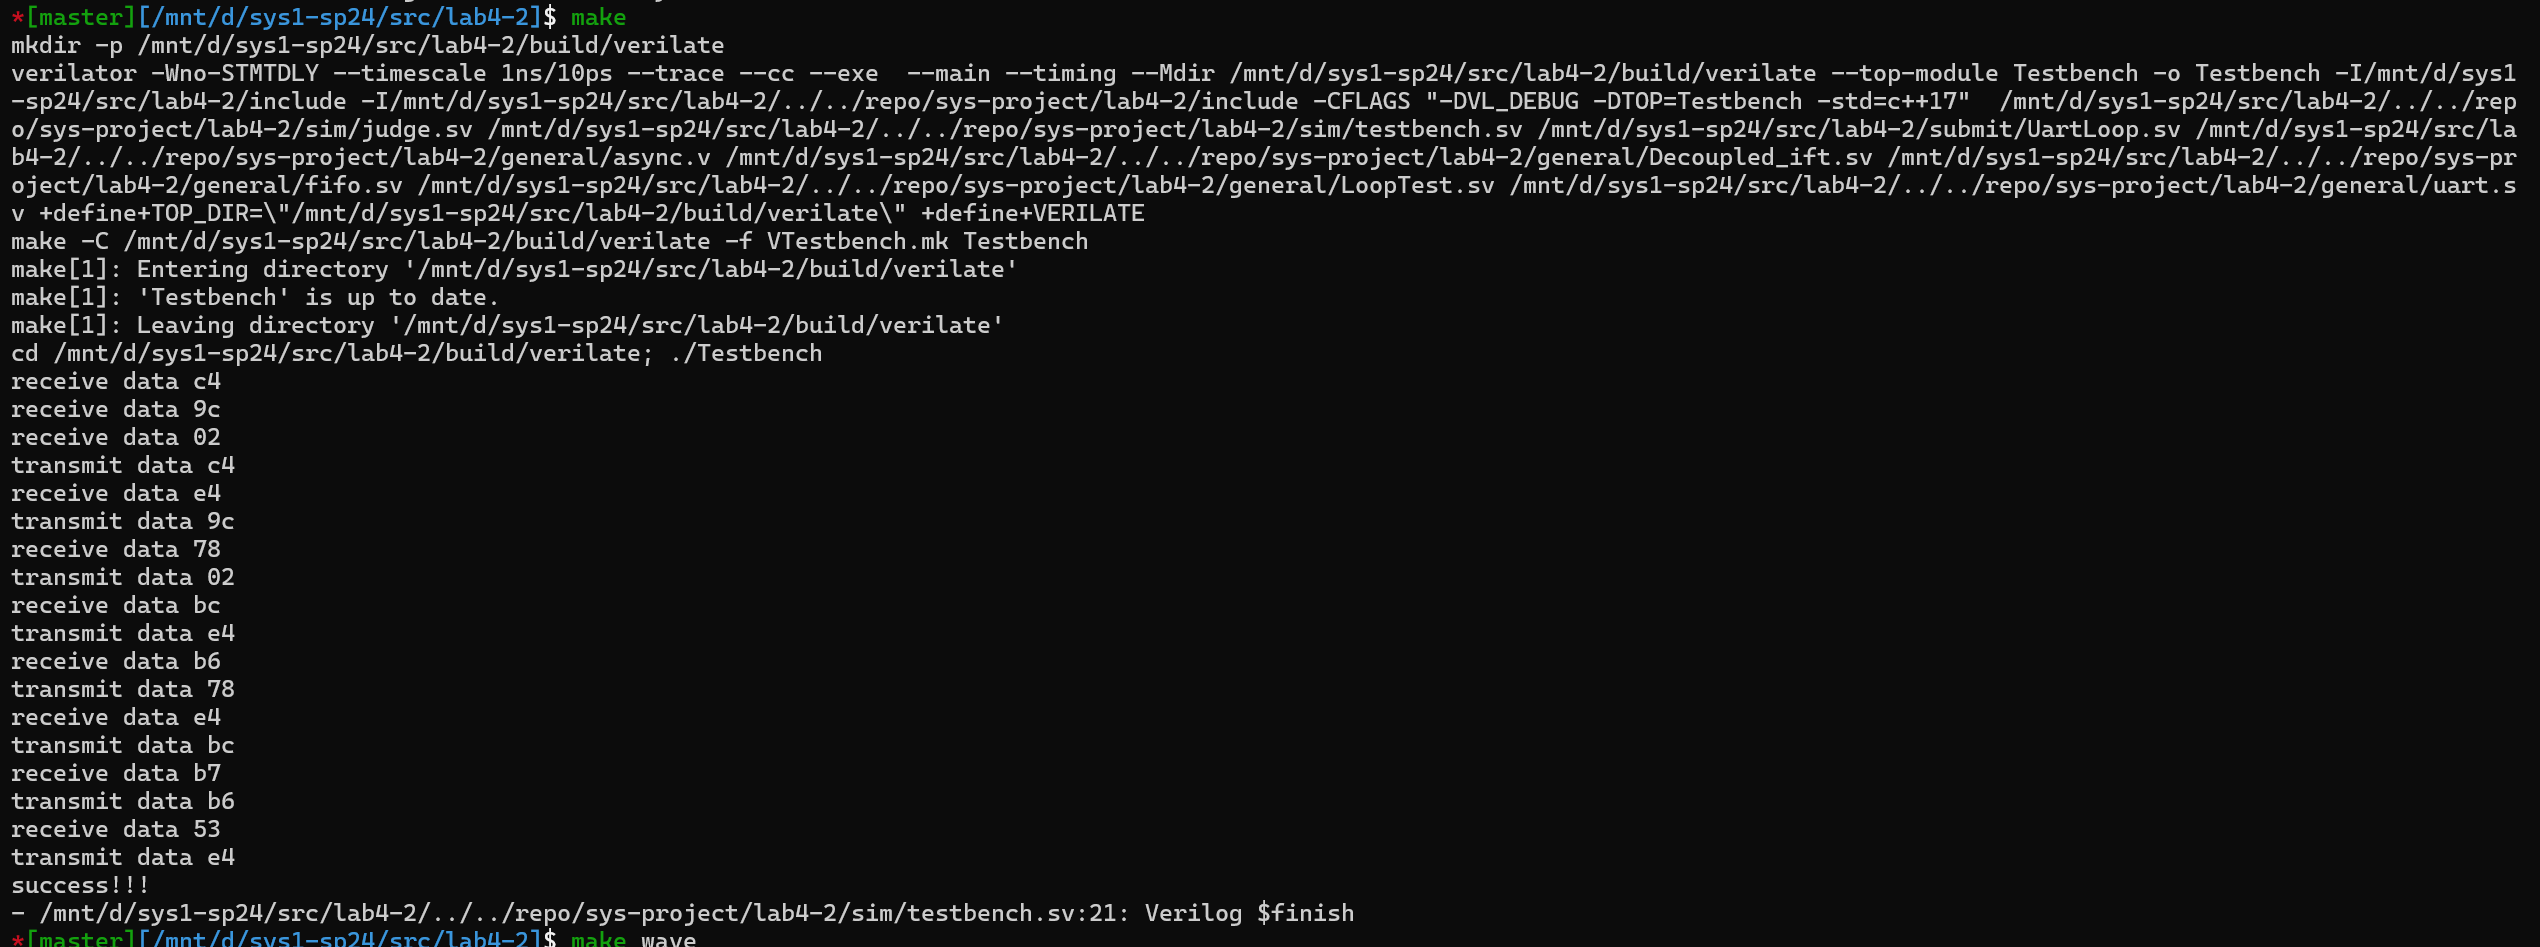 *[master][/mnt/d/sys1-sp24/src/lab4-2]$ make
mkdir -p /mnt/d/sys1-sp24/src/lab4-2/build/verilate
verilator -Wno-STMTDLY --timescale 1ns/10ps --trace --cc --exe  --main --timing --Mdir /mnt/d/sys1-sp24/src/lab4-2/build/verilate --top-module Testbench -o Testbench -I/mnt/d/sys1
-sp24/src/lab4-2/include -I/mnt/d/sys1-sp24/src/lab4-2/../../repo/sys-project/lab4-2/include -CFLAGS "-DVL_DEBUG -DTOP=Testbench -std=c++17"  /mnt/d/sys1-sp24/src/lab4-2/../../rep
o/sys-project/lab4-2/sim/judge.sv /mnt/d/sys1-sp24/src/lab4-2/../../repo/sys-project/lab4-2/sim/testbench.sv /mnt/d/sys1-sp24/src/lab4-2/submit/UartLoop.sv /mnt/d/sys1-sp24/src/la
b4-2/../../repo/sys-project/lab4-2/general/async.v /mnt/d/sys1-sp24/src/lab4-2/../../repo/sys-project/lab4-2/general/Decoupled_ift.sv /mnt/d/sys1-sp24/src/lab4-2/../../repo/sys-pr
oject/lab4-2/general/fifo.sv /mnt/d/sys1-sp24/src/lab4-2/../../repo/sys-project/lab4-2/general/LoopTest.sv /mnt/d/sys1-sp24/src/lab4-2/../../repo/sys-project/lab4-2/general/uart.s
v +define+TOP_DIR=\"/mnt/d/sys1-sp24/src/lab4-2/build/verilate\" +define+VERILATE
make -C /mnt/d/sys1-sp24/src/lab4-2/build/verilate -f VTestbench.mk Testbench
make[1]: Entering directory '/mnt/d/sys1-sp24/src/lab4-2/build/verilate'
make[1]: 'Testbench' is up to date.
make[1]: Leaving directory '/mnt/d/sys1-sp24/src/lab4-2/build/verilate'
cd /mnt/d/sys1-sp24/src/lab4-2/build/verilate; ./Testbench
receive data c4
receive data 9c
receive data 02
transmit data c4
receive data e4
transmit data 9c
receive data 78
transmit data 02
receive data bc
transmit data e4
receive data b6
transmit data 78
receive data e4
transmit data bc
receive data b7
transmit data b6
receive data 53
transmit data e4
success!!!
- /mnt/d/sys1-sp24/src/lab4-2/../../repo/sys-project/lab4-2/sim/testbench.sv:21: Verilog $finish
*[master][/mnt/d/sys1-sp24/src/lab4-2]$ make wave